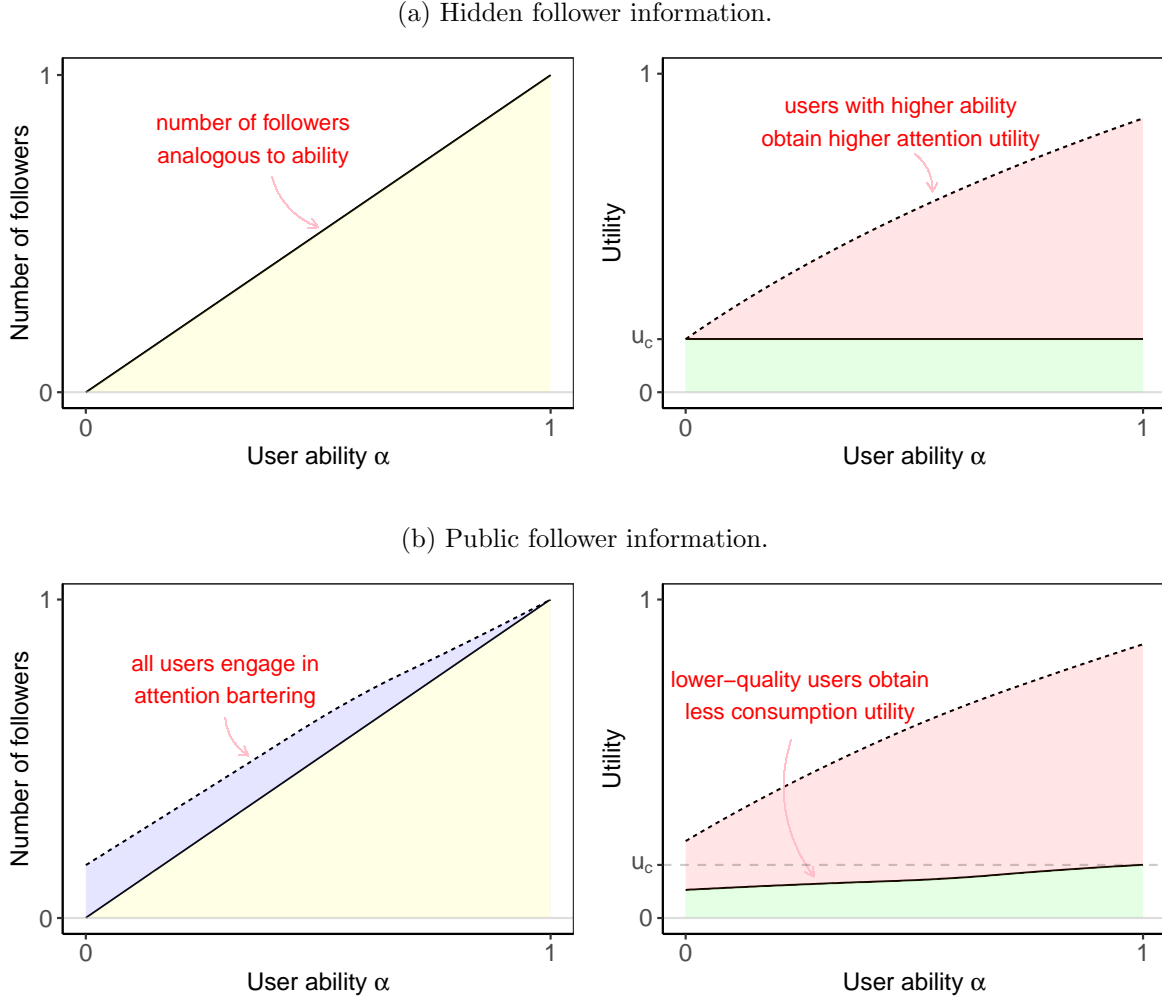 (a) Hidden follower information.
Number of followers
1
0
number of followers
analogous to ability
0
1
User ability α
Utility
1
u_c
0
users with higher ability
obtain higher attention utility
0
1
User ability α
(b) Public follower information.
Number of followers
1
0
all users engage in
attention bartering
0
1
User ability α
Utility
1
u_c
0
lower−quality users obtain
less consumption utility
0
1
User ability α